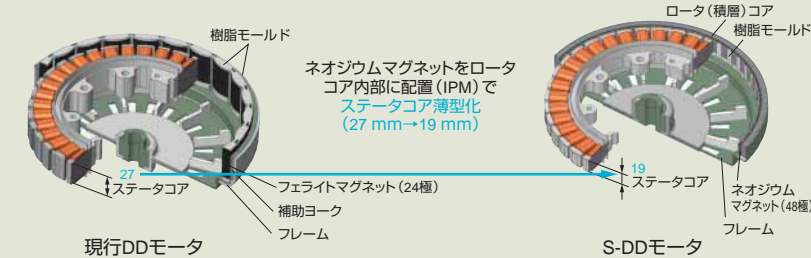 樹脂モールド
ネオジウムマグネットをロータ
コア内部に配置(IPM)で
ステータコア薄型化
(27 mm→19 mm)
27
ステータコア
フェライトマグネット(24極)
補助ヨーク
フレーム
現行DDモータ
ロータ(積層)コア
樹脂モールド
19
ステータコア
ネオジウム
マグネット(48極)
フレーム
S-DDモータ